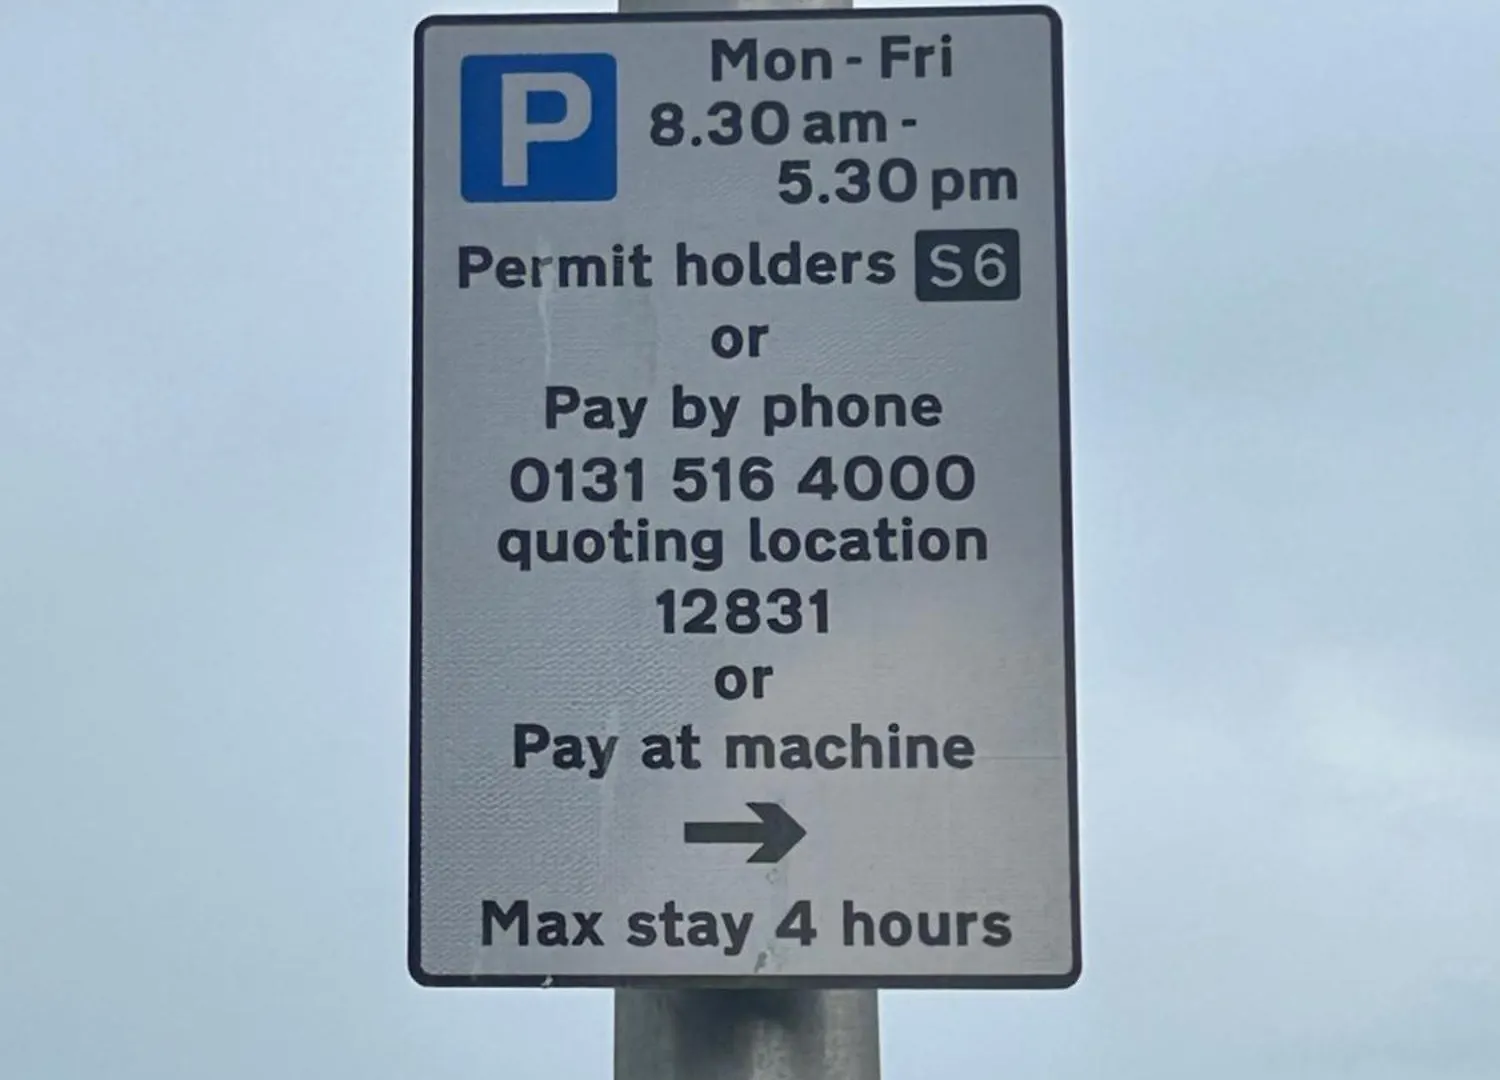 P
Mon - Fri
8.30 am -
5.30 pm
Permit holders S6
or
Pay by phone
0131 516 4000
quoting location
12831
or
Pay at machine
Max stay 4 hours